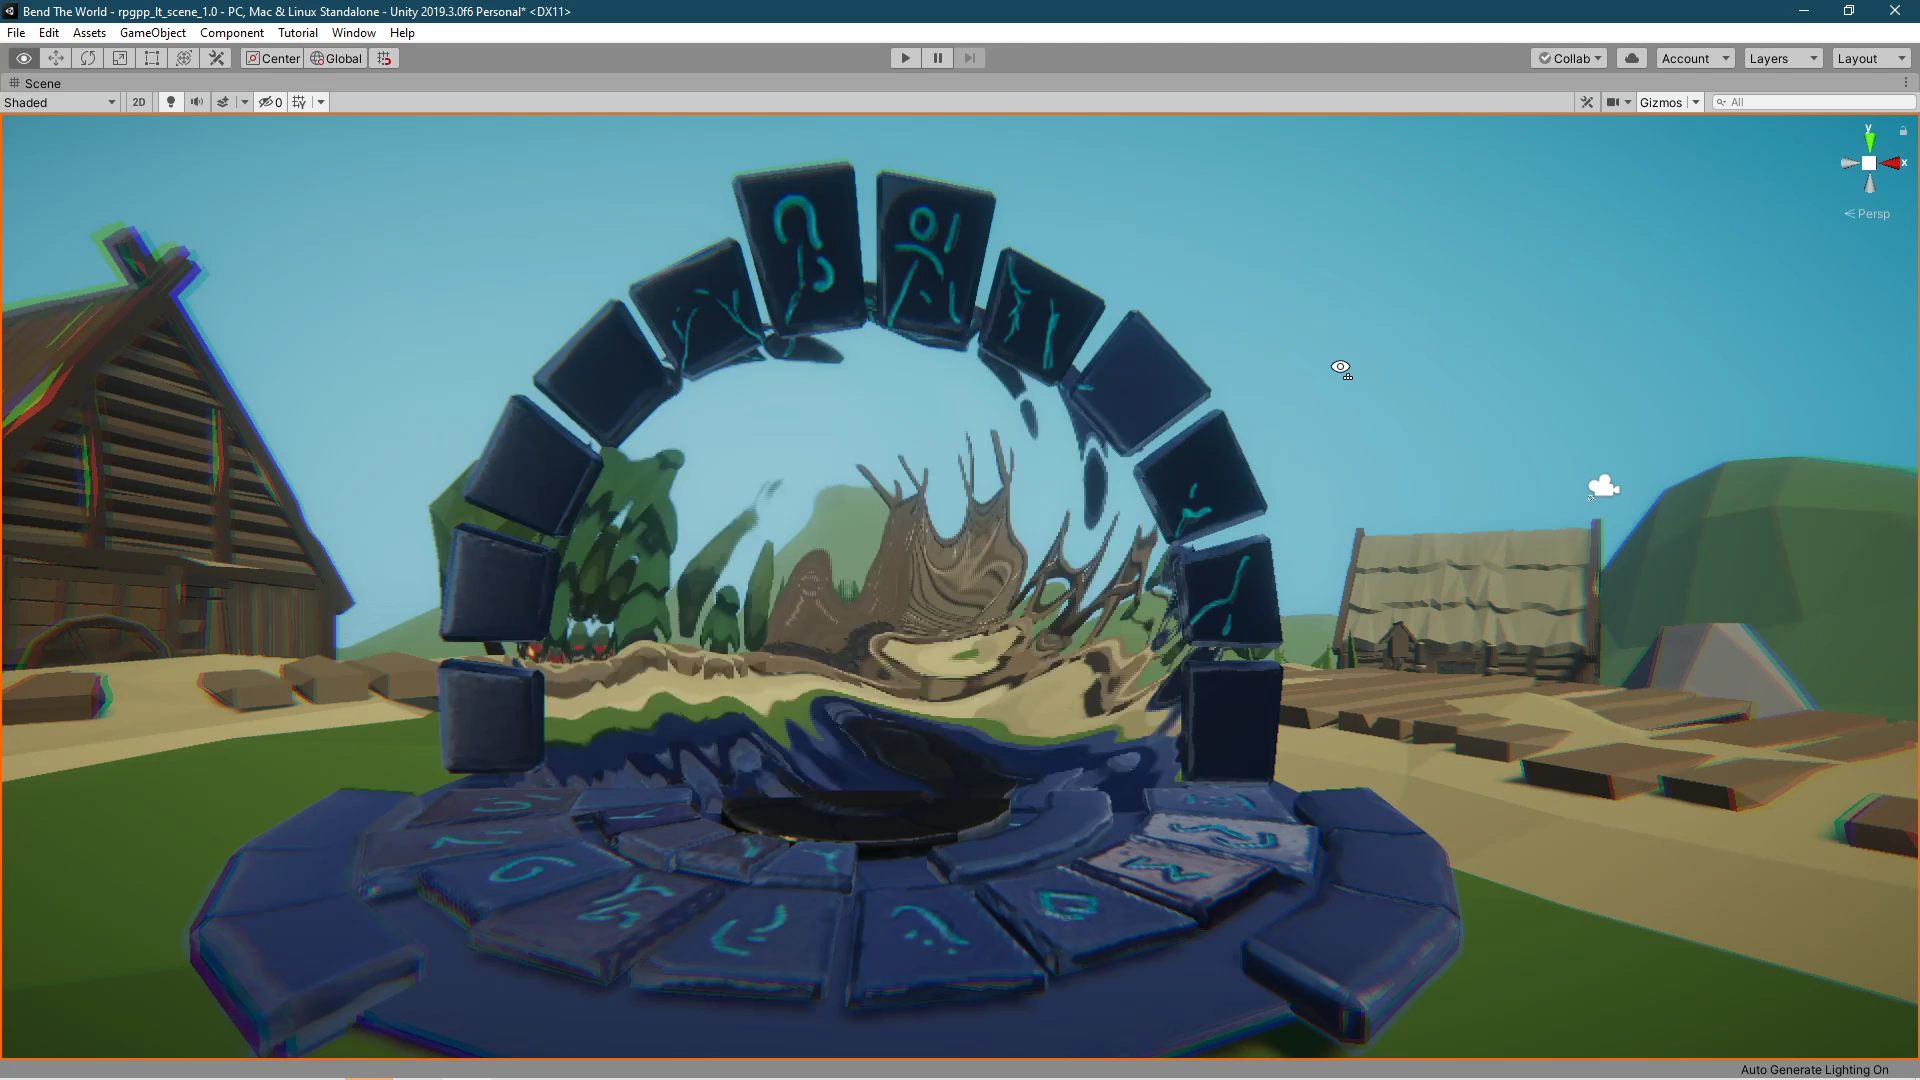 Bend The World - rpgpp_lt_scene_1.0 - PC, Mac & Linux Standalone - Unity 2019.3.0f6 Personal* <DX11>
File Edit Assets GameObject Component Tutorial Window Help
Center Global Collab Account Layers Layout
Scene
Shaded 2D 0 Gizmos All
y
x
< Persp
Auto Generate Lighting On